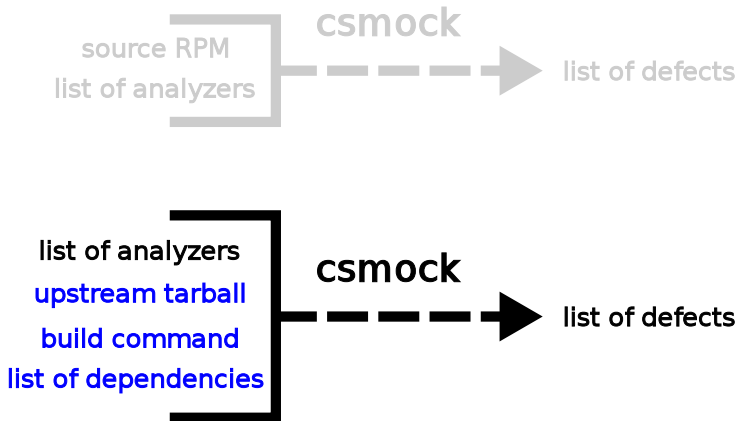 csmock
source RPM
list of analyzers
list of defects
csmock
list of analyzers
upstream tarball
build command
list of dependencies
list of defects